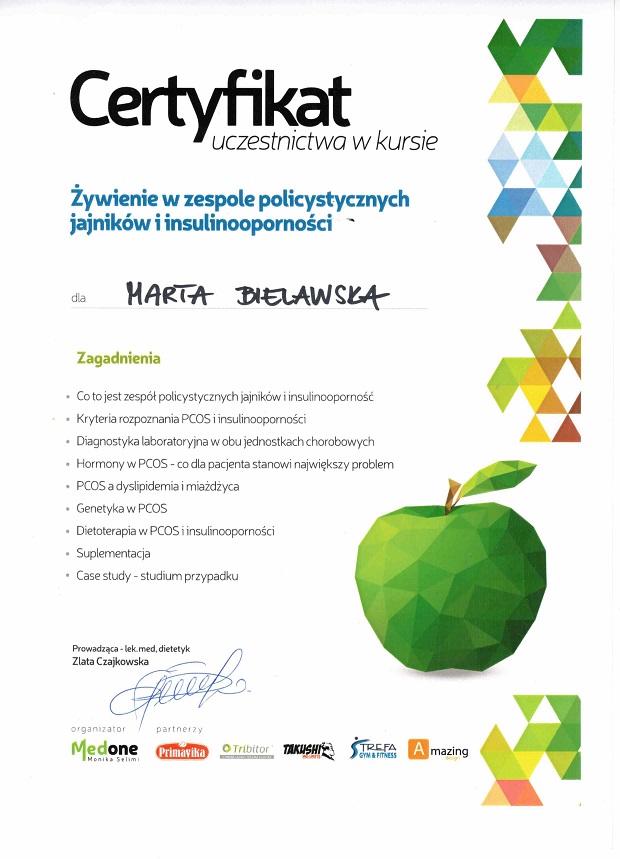 Certyfikat
uczestnictwa w kursie
Żywienie w zespole policystycznych
jajników i insulinooporności
dla MARTA BIELAWSKA
Zagadnienia
• Co to jest zespół policystycznych jajników i insulinooporność
• Kryteria rozpoznania PCOS i insulinooporności
• Diagnostyka laboratoryjna w obu jednostkach chorobowych
• Hormony w PCOS - co dla pacjenta stanowi największy problem
• PCOS a dyslipidemia i miażdżyca
• Genetyka w PCOS
• Dietoterapia w PCOS i insulinooporności
• Suplementacja
• Case study - studium przypadku
Prowadząca - lek.med, dietetyk
Zlata Czajkowska
organizator partnerzy
Medone Primavika Tribitor TAKUSHI STREFA Amazing
Monika Selimi GYM & FITNESS design